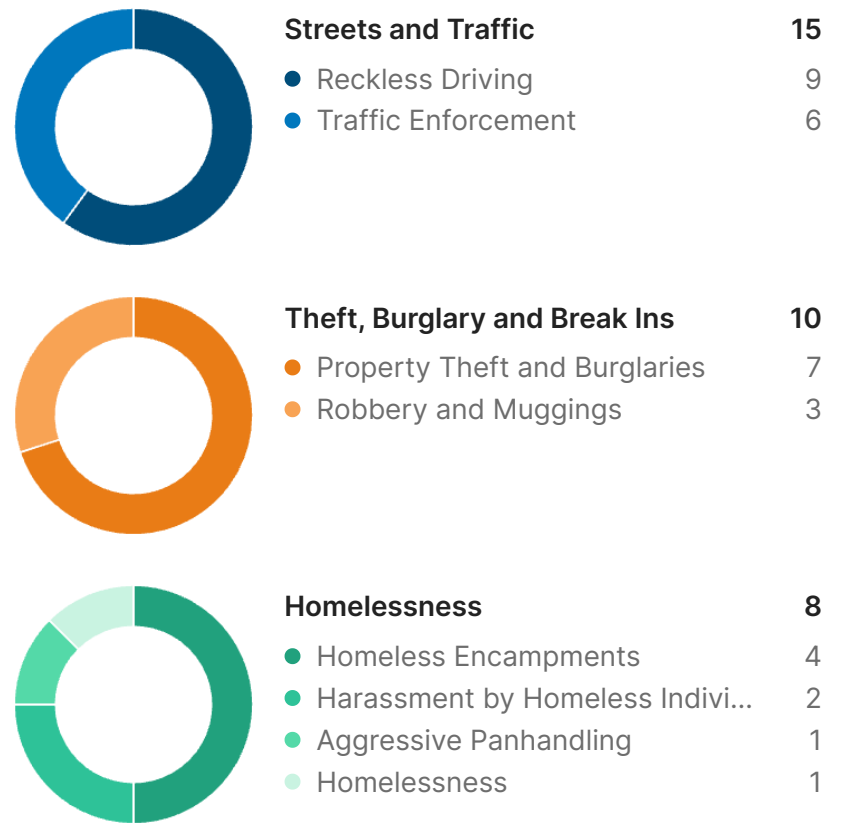 Streets and Traffic 15
Reckless Driving 9
Traffic Enforcement 6
Theft, Burglary and Break Ins 10
Property Theft and Burglaries 7
Robbery and Muggings 3
Homelessness 8
Homeless Encampments 4
Harassment by Homeless Indivi... 2
Aggressive Panhandling 1
Homelessness 1